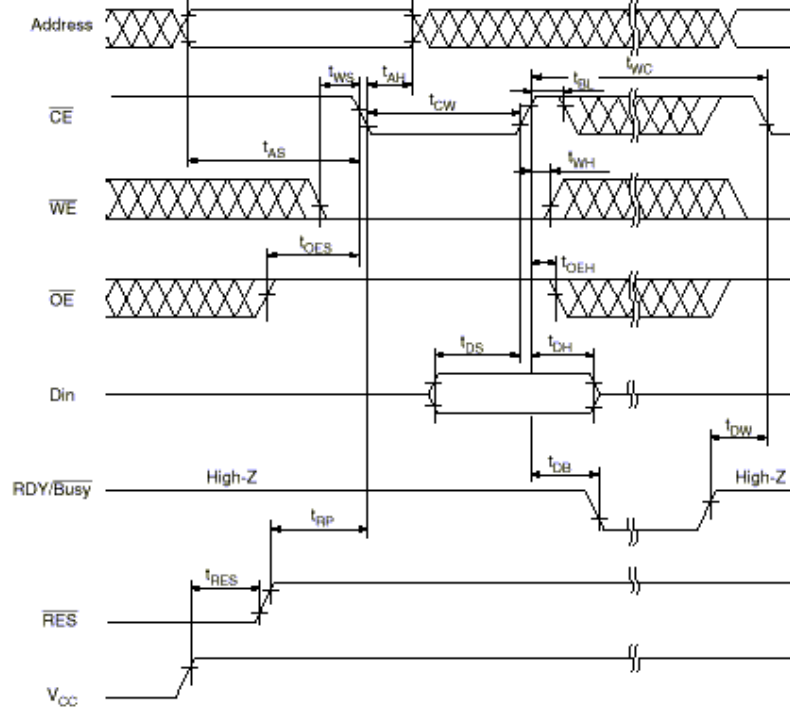 Address
tWS
tAH
tWC
tBL
CE
tCW
tAS
tWH
WE
tOES
tOEH
OE
tDS
tDH
Din
tDW
tDB
High-Z
High-Z
RDY/Busy
tRP
tRES
RES
VCC